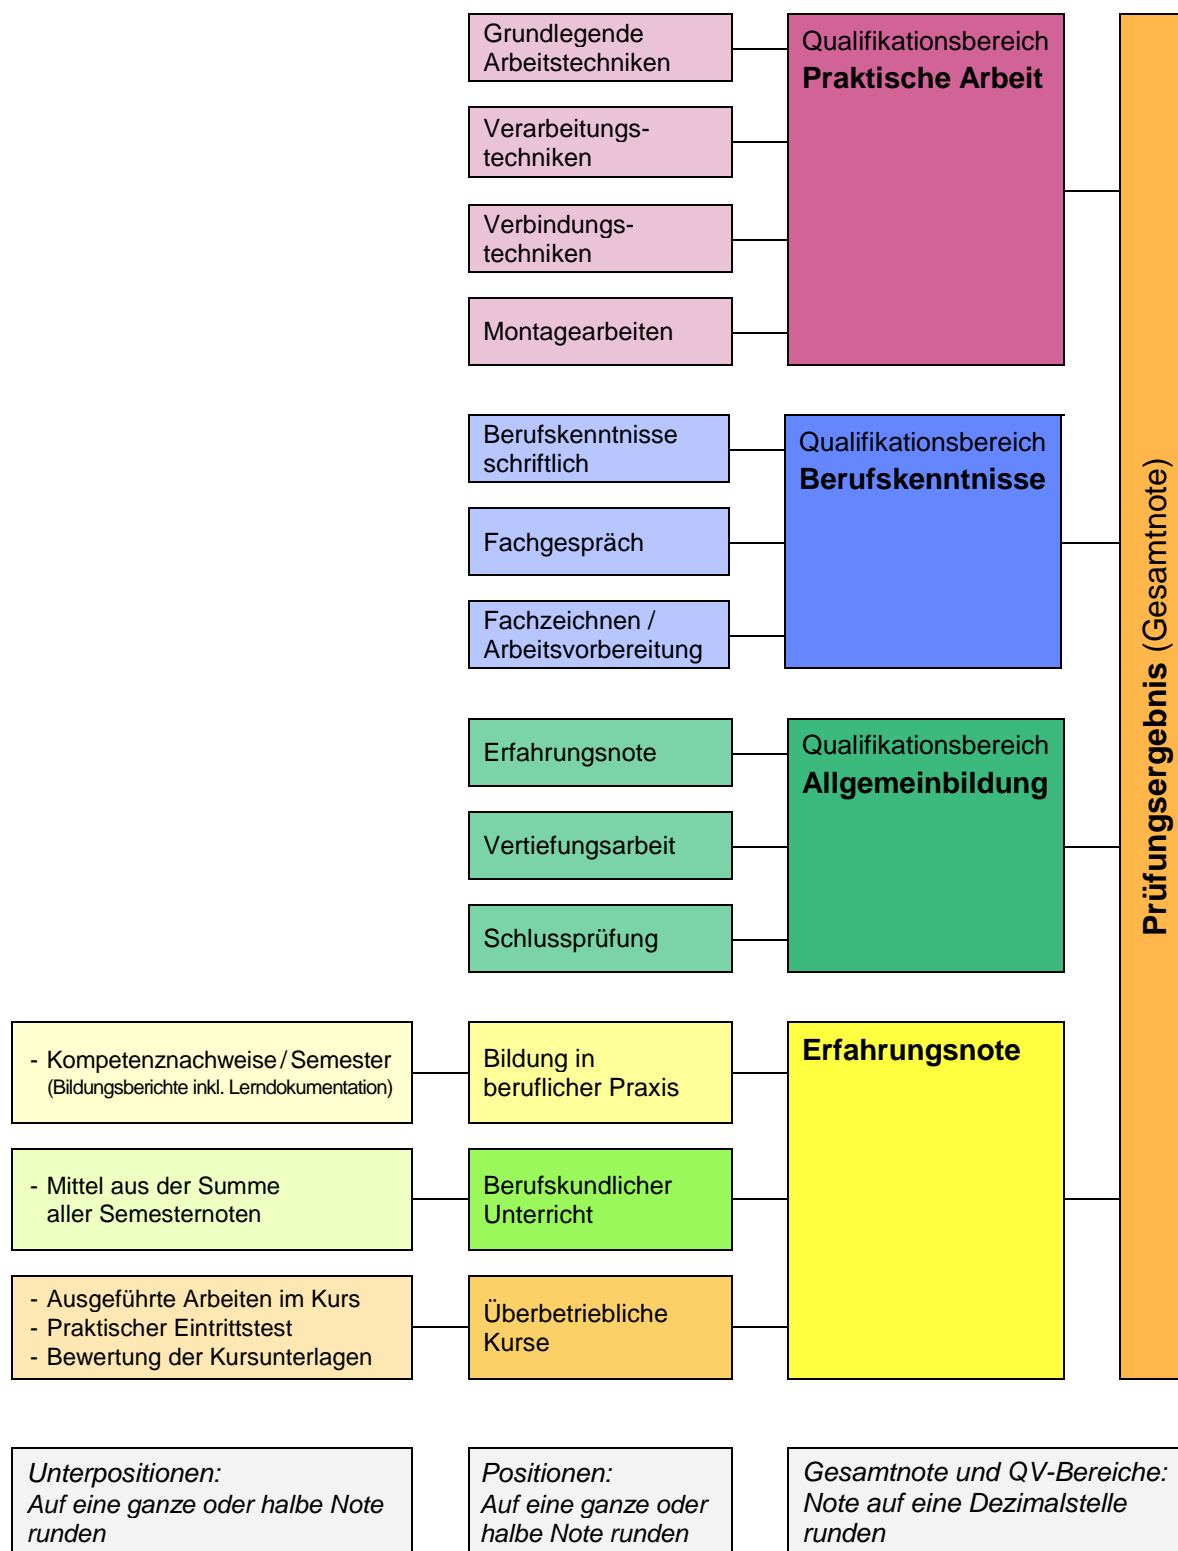 Grundlegende
Arbeitstechniken
Qualifikationsbereich
Praktische Arbeit
Verarbeitungs-
techniken
Verbindungs-
techniken
Montagearbeiten
Berufskenntnisse
schriftlich
Qualifikationsbereich
Berufskenntnisse
Fachgespräch
Fachzeichnen /
Arbeitsvorbereitung
Erfahrungsnote
Qualifikationsbereich
Allgemeinbildung
Vertiefungsarbeit
Schlussprüfung
- Kompetenznachweise / Semester
(Bildungsberichte inkl. Lerndokumentation)
Bildung in
beruflicher Praxis
Erfahrungsnote
- Mittel aus der Summe
aller Semesternoten
Berufskundlicher
Unterricht
- Ausgeführte Arbeiten im Kurs
- Praktischer Eintrittstest
- Bewertung der Kursunterlagen
Überbetriebliche
Kurse
Prüfungsergebnis (Gesamtnote)
Unterpositionen:
Auf eine ganze oder halbe Note
runden
Positionen:
Auf eine ganze oder
halbe Note runden
Gesamtnote und QV-Bereiche:
Note auf eine Dezimalstelle
runden